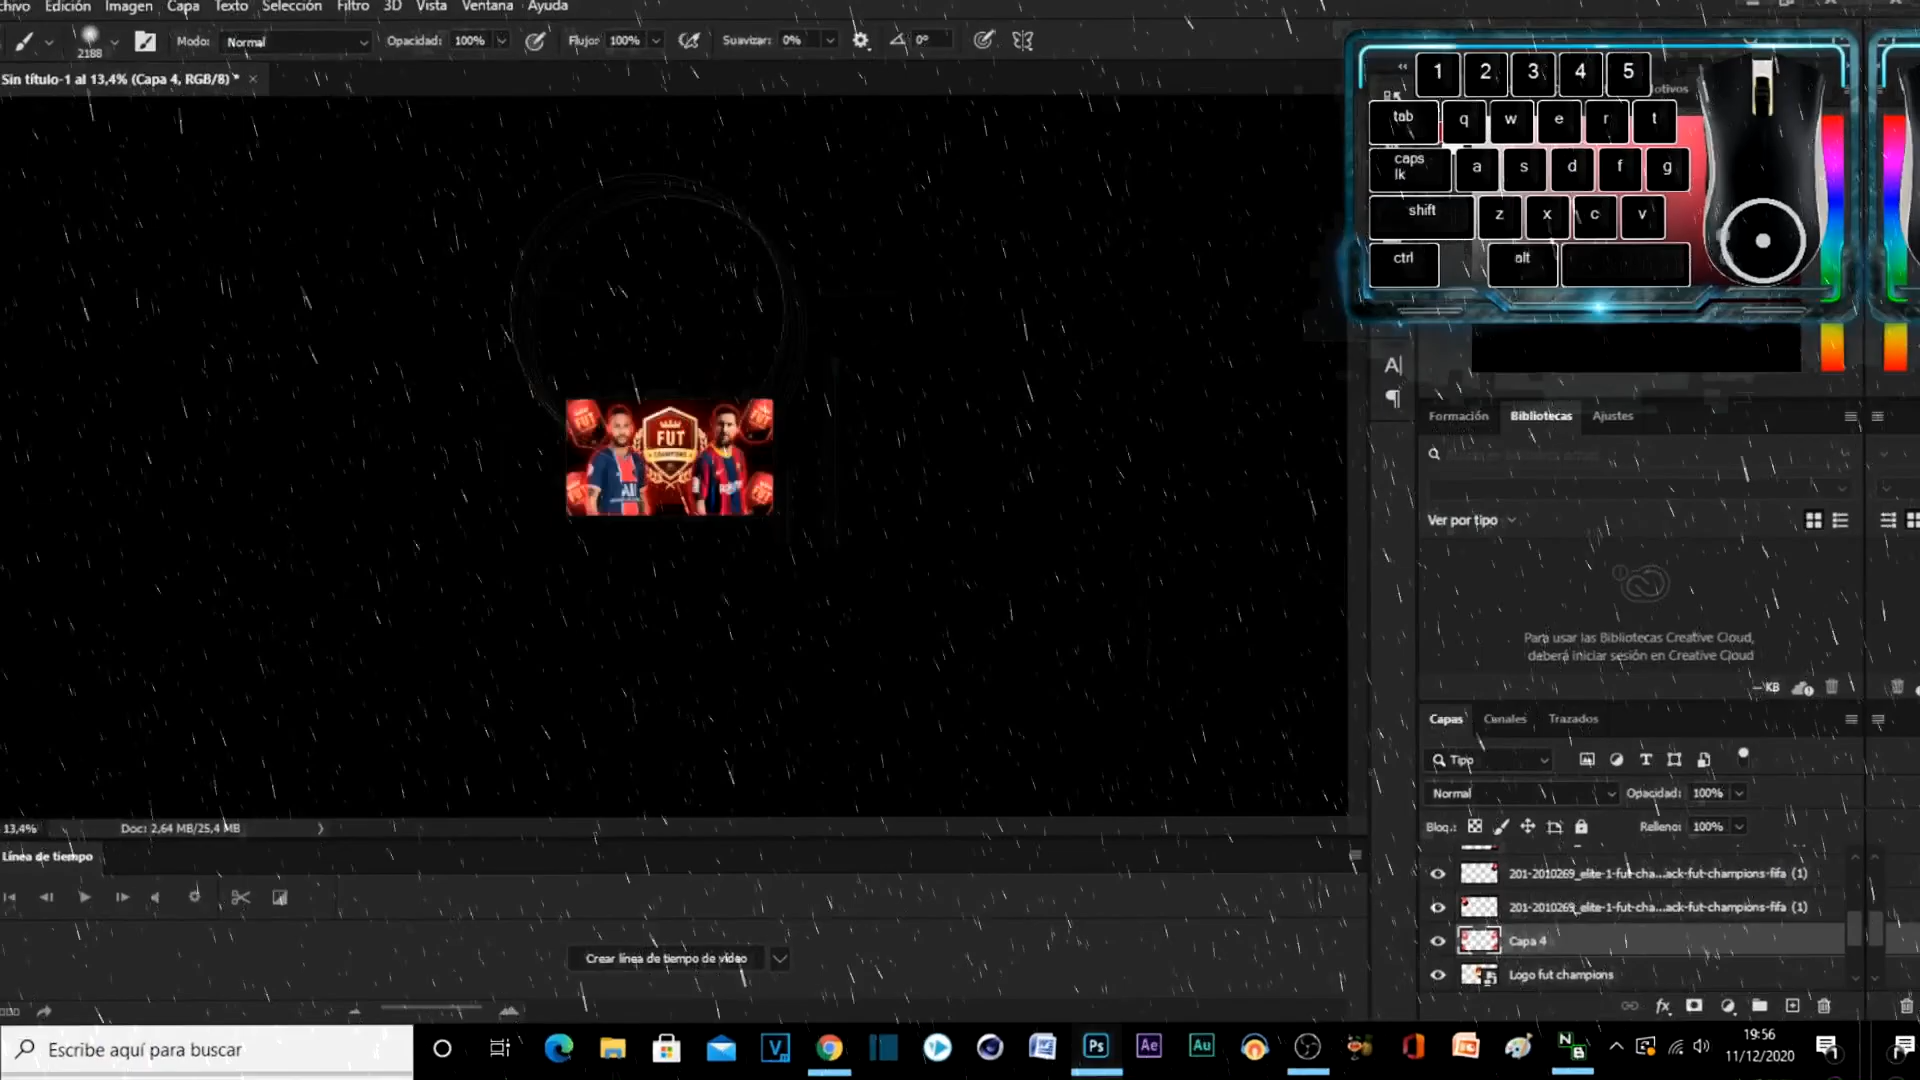 chivo Edición Imagen Capa Texto Selección Filtro 3D Vista Ventana Ayuda
2188 Modo: Normal Opacidad: 100% Flujo: 100% Suavizar: 0% 0°
Sin título-1 al 13,4% (Capa 4, RGB/8) *
1 2 3 4 5
tab q w e r t
caps lk a s d f g
shift z x c v
ctrl alt
FUT
CHAMPIONS
Formación Bibliotecas Ajustes
Ver por tipo
Para usar las Bibliotecas Creative Cloud,
deberá iniciar sesión en Creative Cloud
-- KB
Capas Canales Trazados
Tipo
Normal Opacidad: 100%
Bloq.: Relleno: 100%
201-2010269_elite-1-fut-cha...ack-fut-champions-fifa (1)
201-2010269_elite-1-fut-cha...ack-fut-champions-fifa (1)
Capa 4
Logo fut champions
fx
13,4% Doc: 2,64 MB/25,4 MB
Línea de tiempo
Crear línea de tiempo de vídeo
Escribe aquí para buscar
Ps Ae Au
19:56
11/12/2020